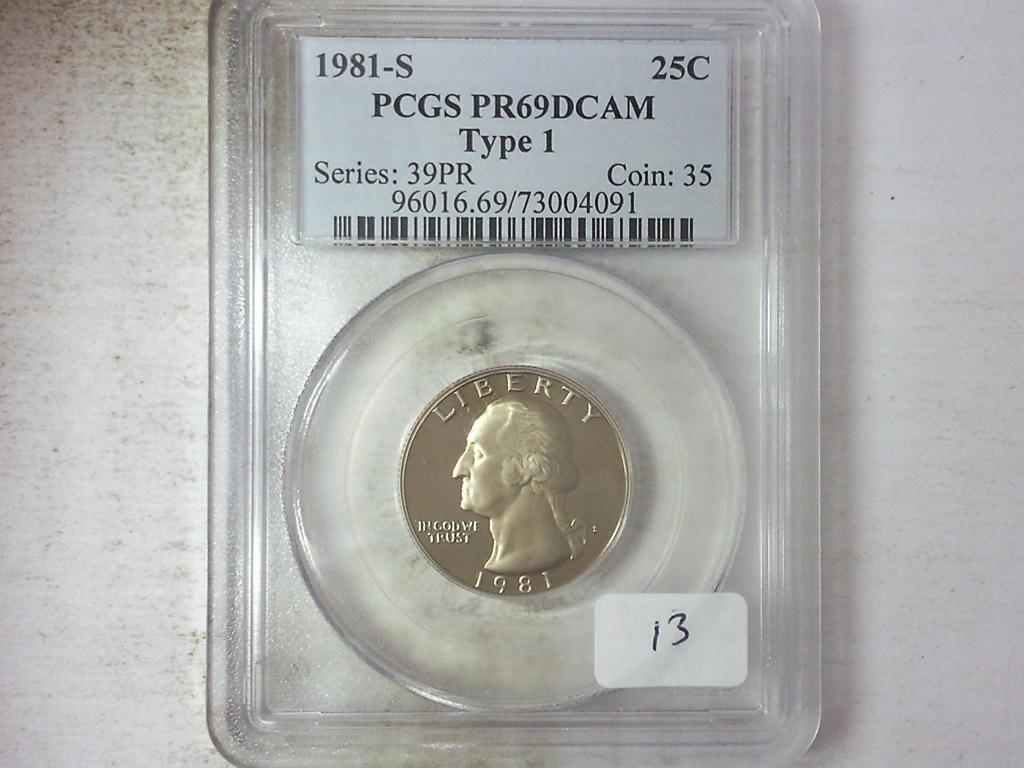 1981-S 25C
PCGS PR69DCAM
Type 1
Series: 39PR Coin: 35
96016.69/73004091
LIBERTY
IN GOD WE
TRUST
S
1981
13